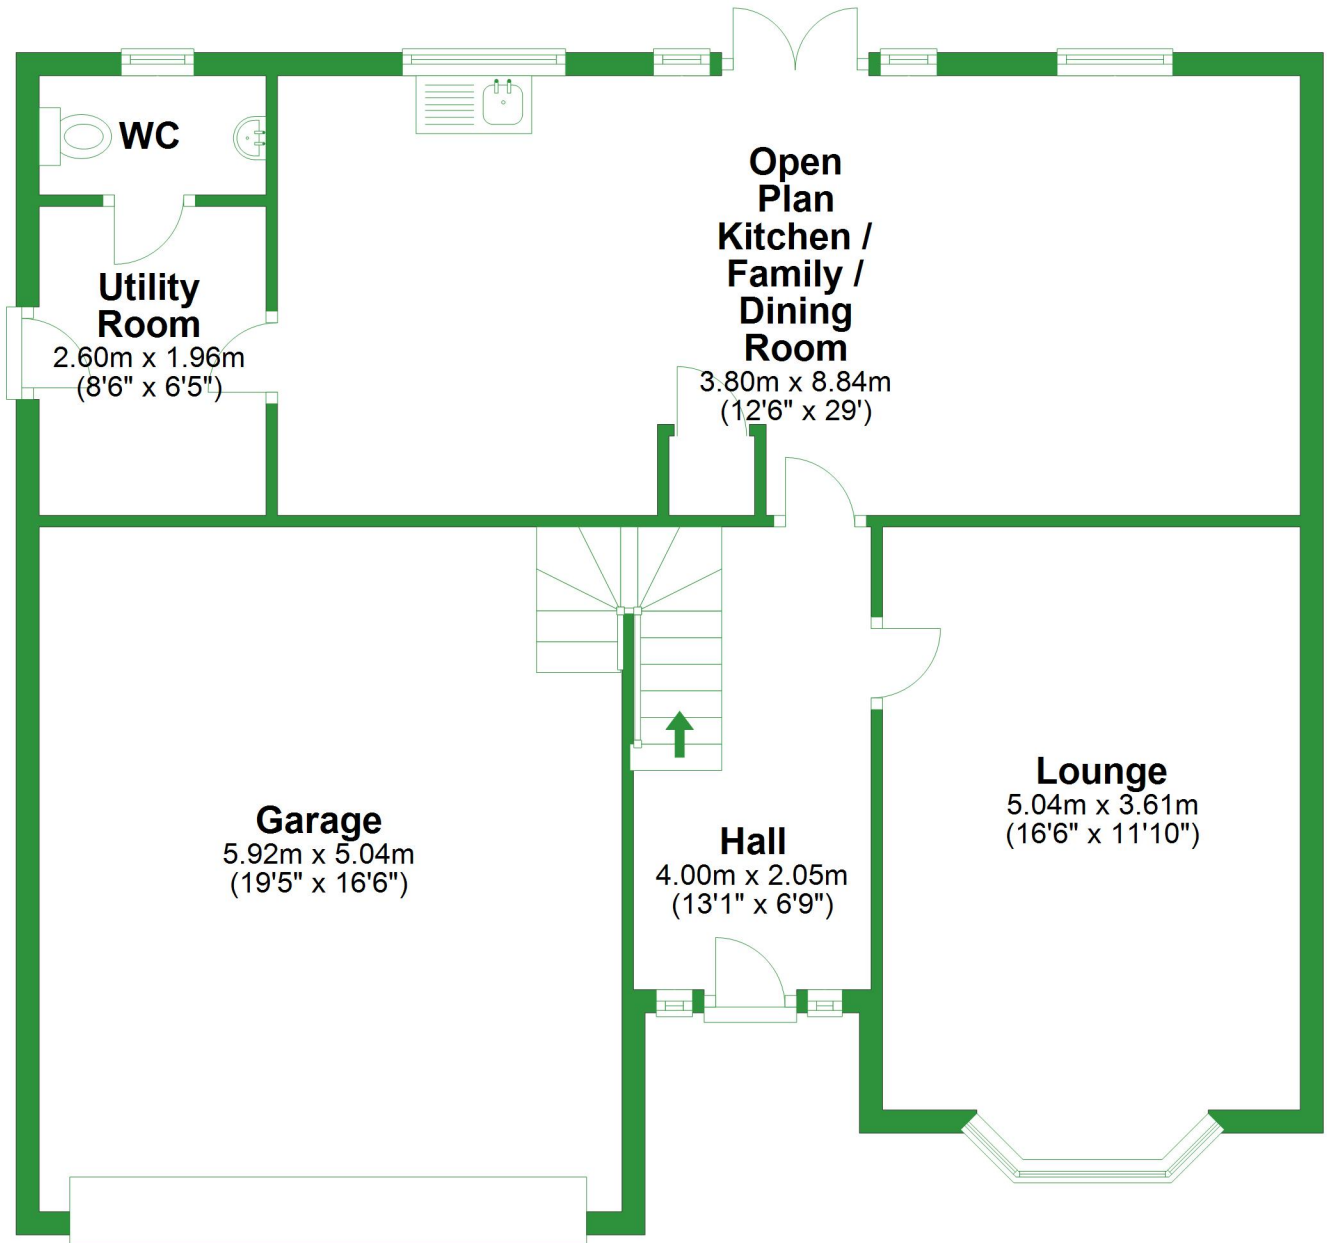 WC
Open
Plan
Kitchen /
Family /
Dining
Room
3.80m x 8.84m
(12'6" x 29')
Utility
Room
2.60m x 1.96m
(8'6" x 6'5")
Garage
5.92m x 5.04m
(19'5" x 16'6")
Hall
4.00m x 2.05m
(13'1" x 6'9")
Lounge
5.04m x 3.61m
(16'6" x 11'10")